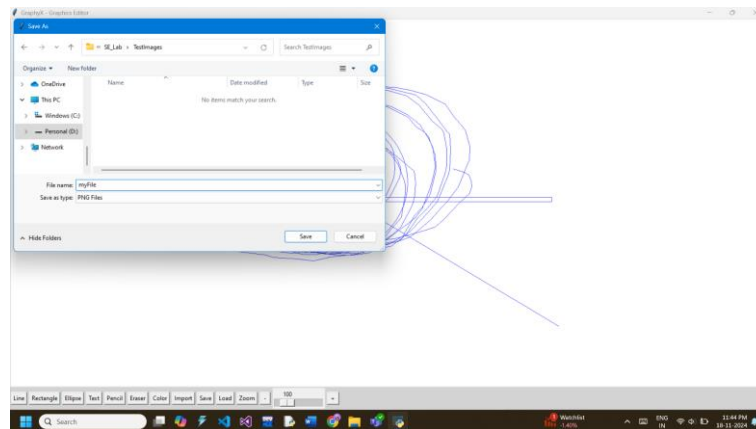 GraphyX - Graphics Editor
Save As
« SE_Lab › TestImages
Search TestImages
Organize
New folder
Name
Date modified
Type
Size
No items match your search.
OneDrive
This PC
Windows (C:)
Personal (D:)
Network
File name: myFile
Save as type: PNG Files
Hide Folders
Save
Cancel
Line Rectangle Ellipse Text Pencil Eraser Color Import Save Load Zoom - 100 +
Search
Watchlist
-1.40%
ENG
IN
11:44 PM
18-11-2024